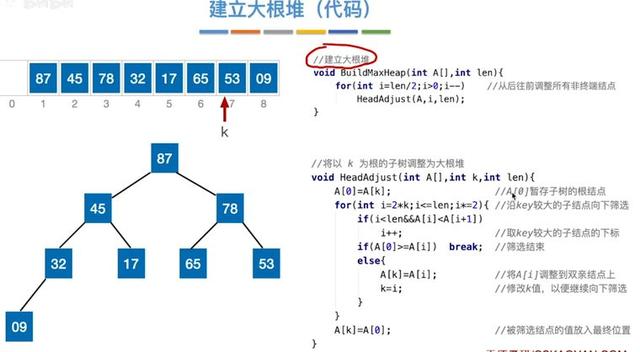 建立大根堆（代码）
87 45 78 32 17 65 53 09
0 1 2 3 4 5 6 7 8
k
87
45 78
32 17 65 53
09
//建立大根堆
void BuildMaxHeap(int A[],int len){
for(int i=len/2;i>0;i--) //从后往前调整所有非终端结点
HeadAdjust(A,i,len);
}
//将以 k 为根的子树调整为大根堆
void HeadAdjust(int A[],int k,int len){
A[0]=A[k]; //A[0]暂存子树的根结点
for(int i=2*k;i<=len;i*=2){ //沿key较大的子结点向下筛选
if(i<len&&A[i]<A[i+1])
i++; //取key较大的子结点的下标
if(A[0]>=A[i]) break; //筛选结束
else{
A[k]=A[i]; //将A[i]调整到双亲结点上
k=i; //修改k值，以便继续向下筛选
}
}
A[k]=A[0]; //被筛选结点的值放入最终位置
}